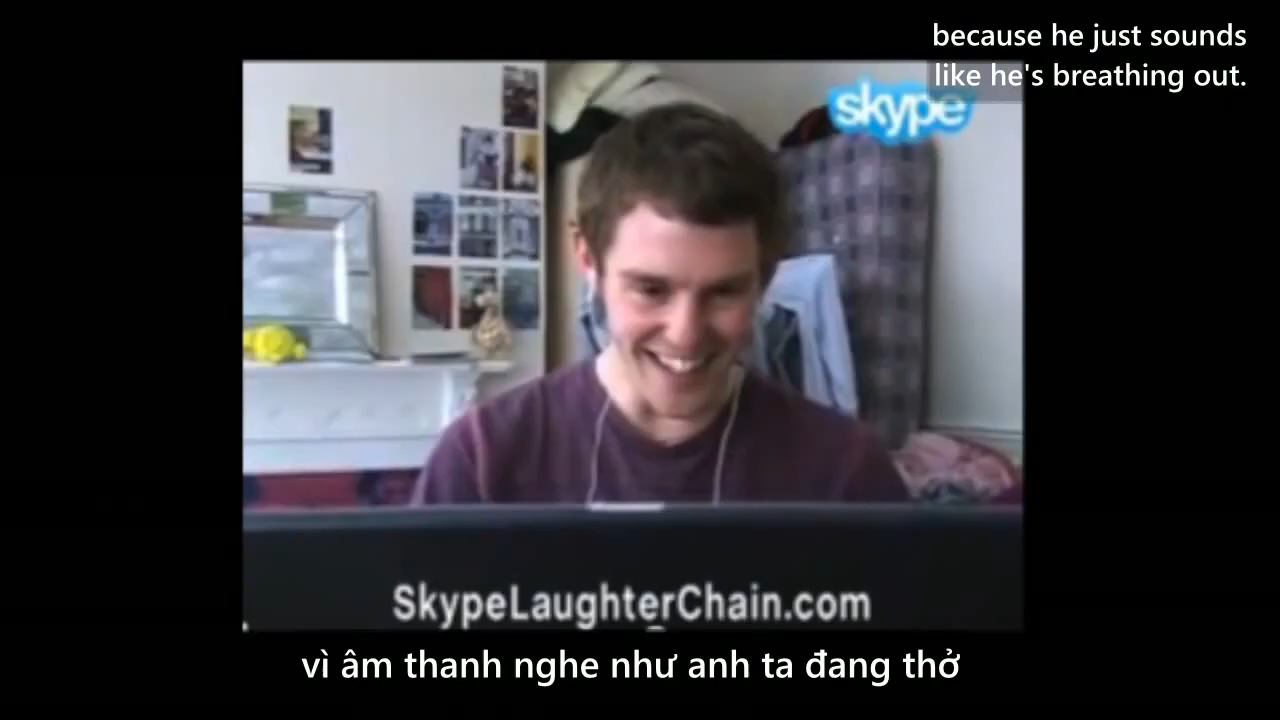 because he just sounds
like he's breathing out.
skype
SkypeLaughterChain.com
vì âm thanh nghe như anh ta đang thở